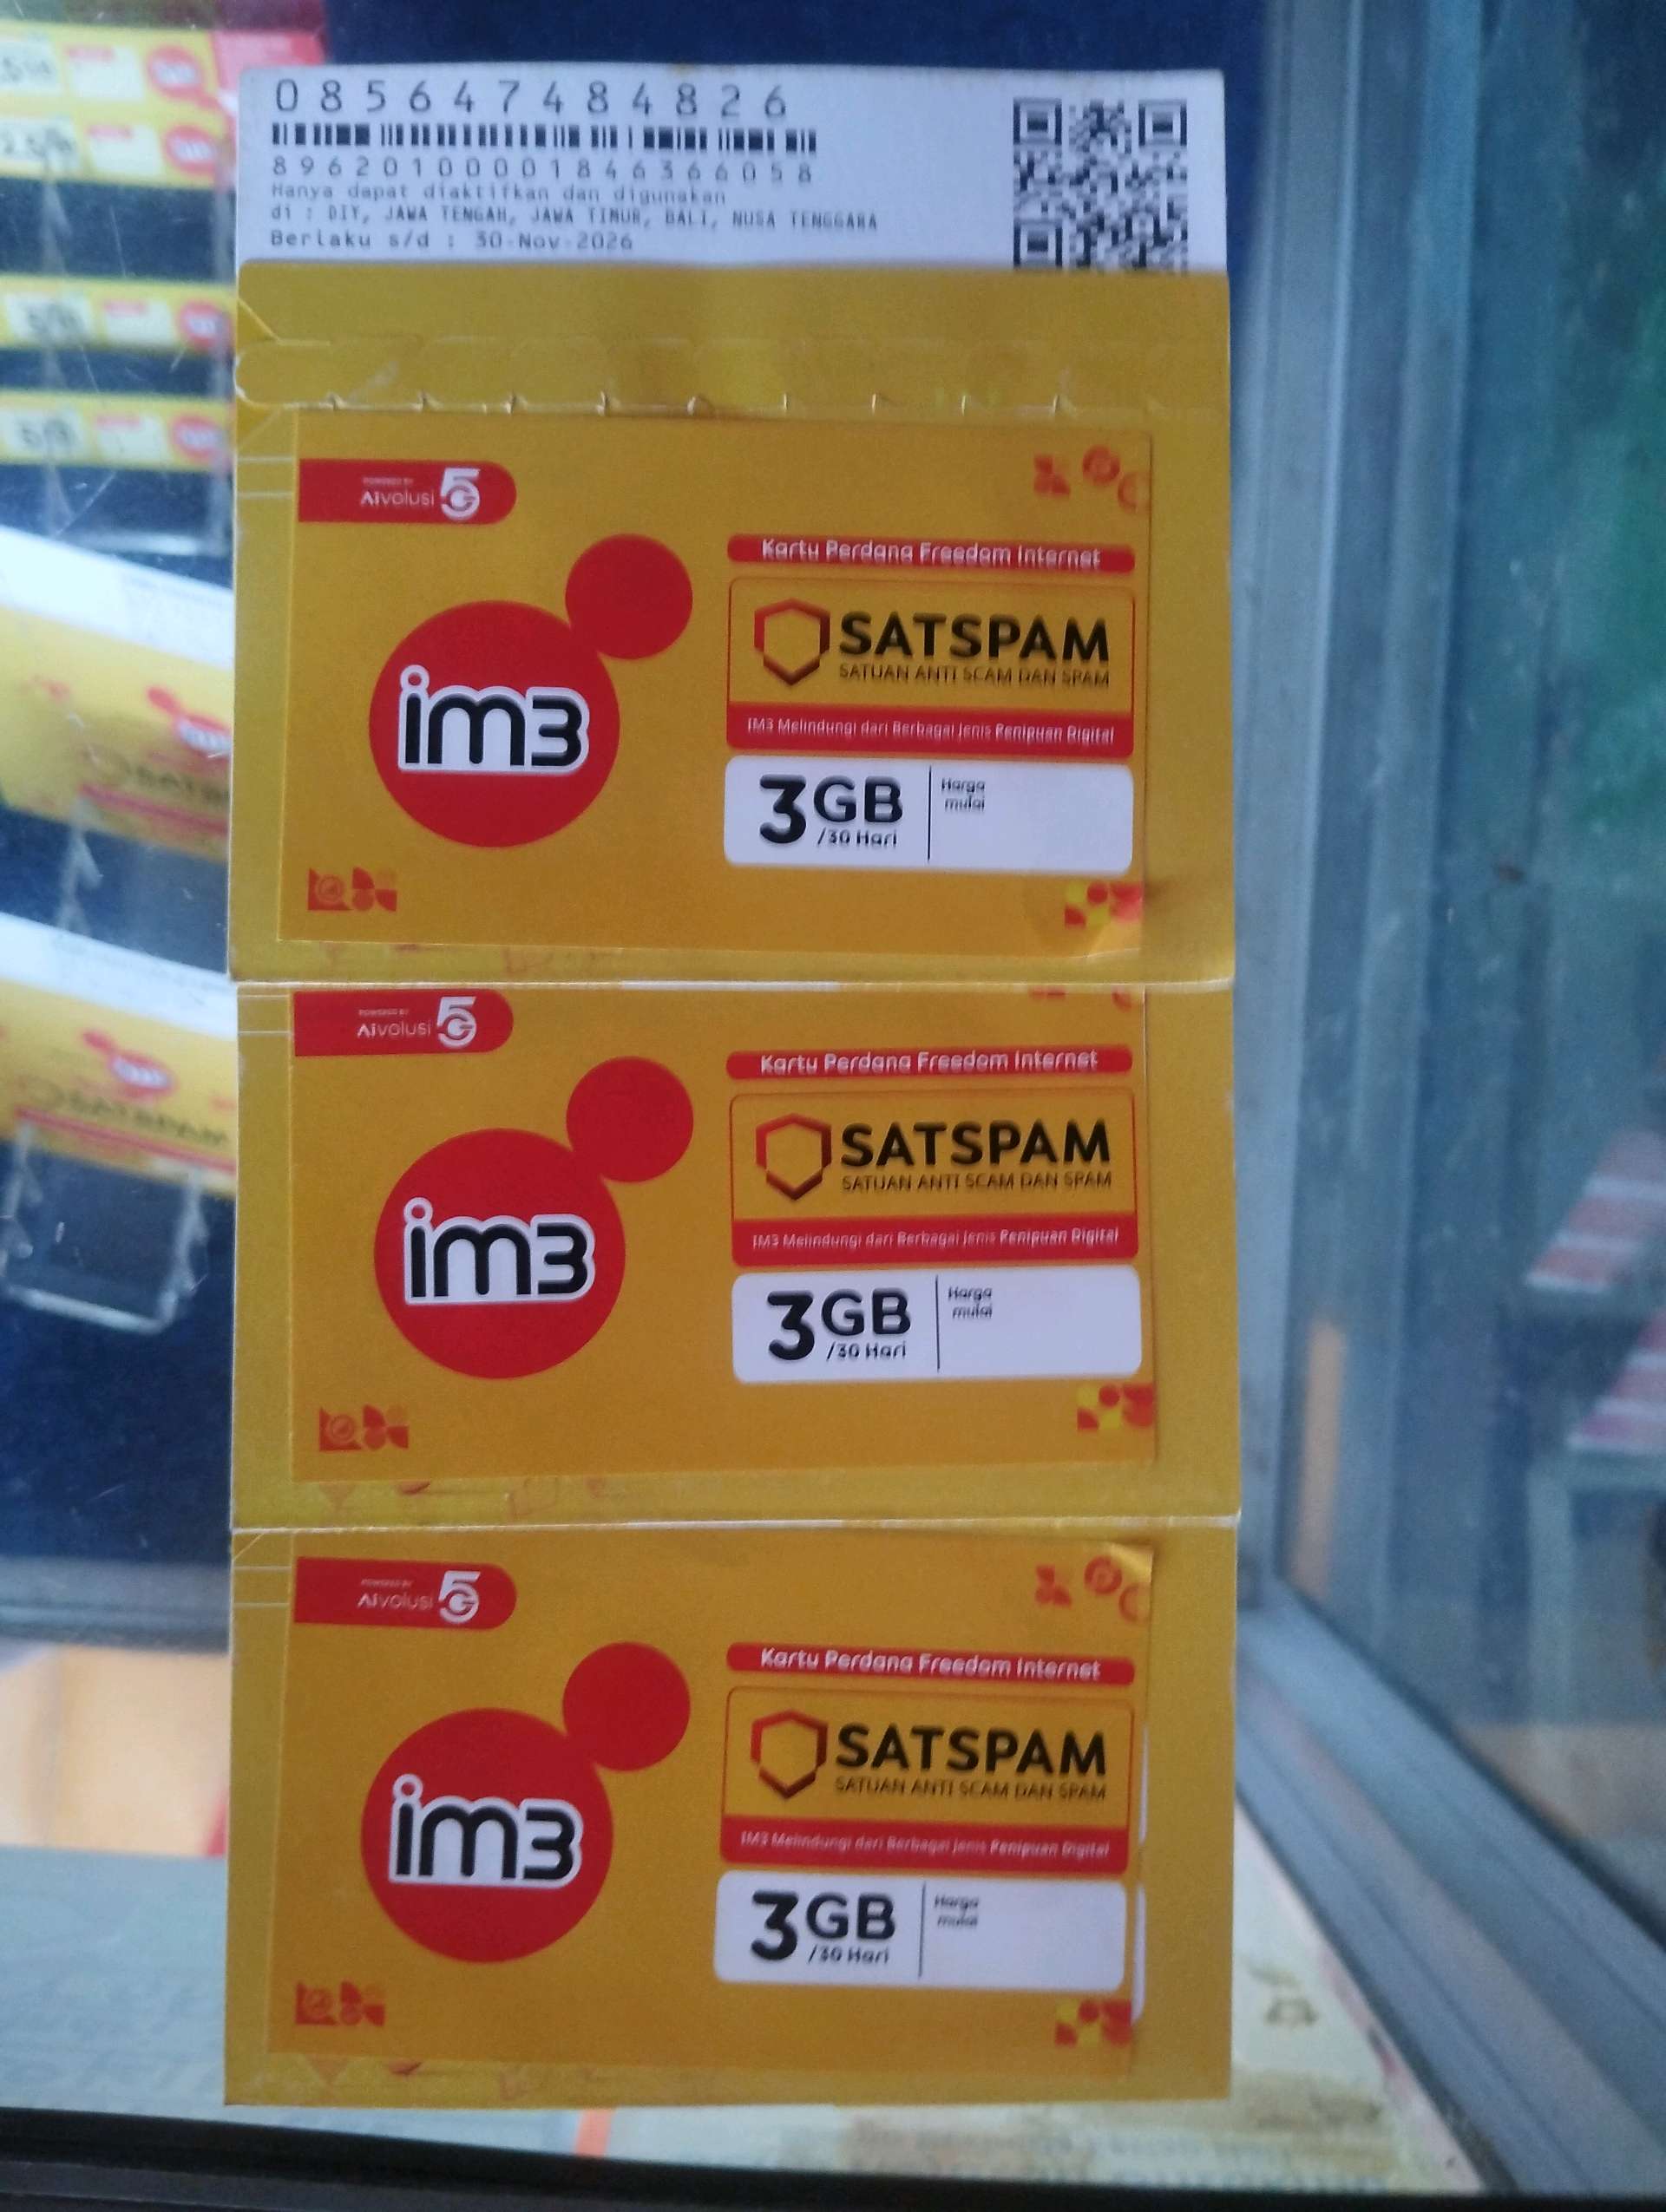 085647484826
8962010000184636605 8
Hanya dapat diaktifkan dan digunakan
di : DIY, JAWA TENGAH, JAWA TIMUR, BALI, NUSA TENGGARA
Berlaku s/d : 30-Nov-2026
POWERED BY
AIvolusi 5G
Kartu Perdana Freedom Internet
SATSPAM
SATUAN ANTI SCAM DAN SPAM
im3
IM3 Melindungi dari Berbagai Jenis Penipuan Digital
3GB
/30 Hari
Harga
mulai
POWERED BY
AIvolusi 5G
Kartu Perdana Freedom Internet
SATSPAM
SATUAN ANTI SCAM DAN SPAM
im3
IM3 Melindungi dari Berbagai Jenis Penipuan Digital
3GB
/30 Hari
Harga
mulai
POWERED BY
AIvolusi 5G
Kartu Perdana Freedom Internet
SATSPAM
SATUAN ANTI SCAM DAN SPAM
im3
IM3 Melindungi dari Berbagai Jenis Penipuan Digital
3GB
/30 Hari
Harga
mulai
SATSPAM